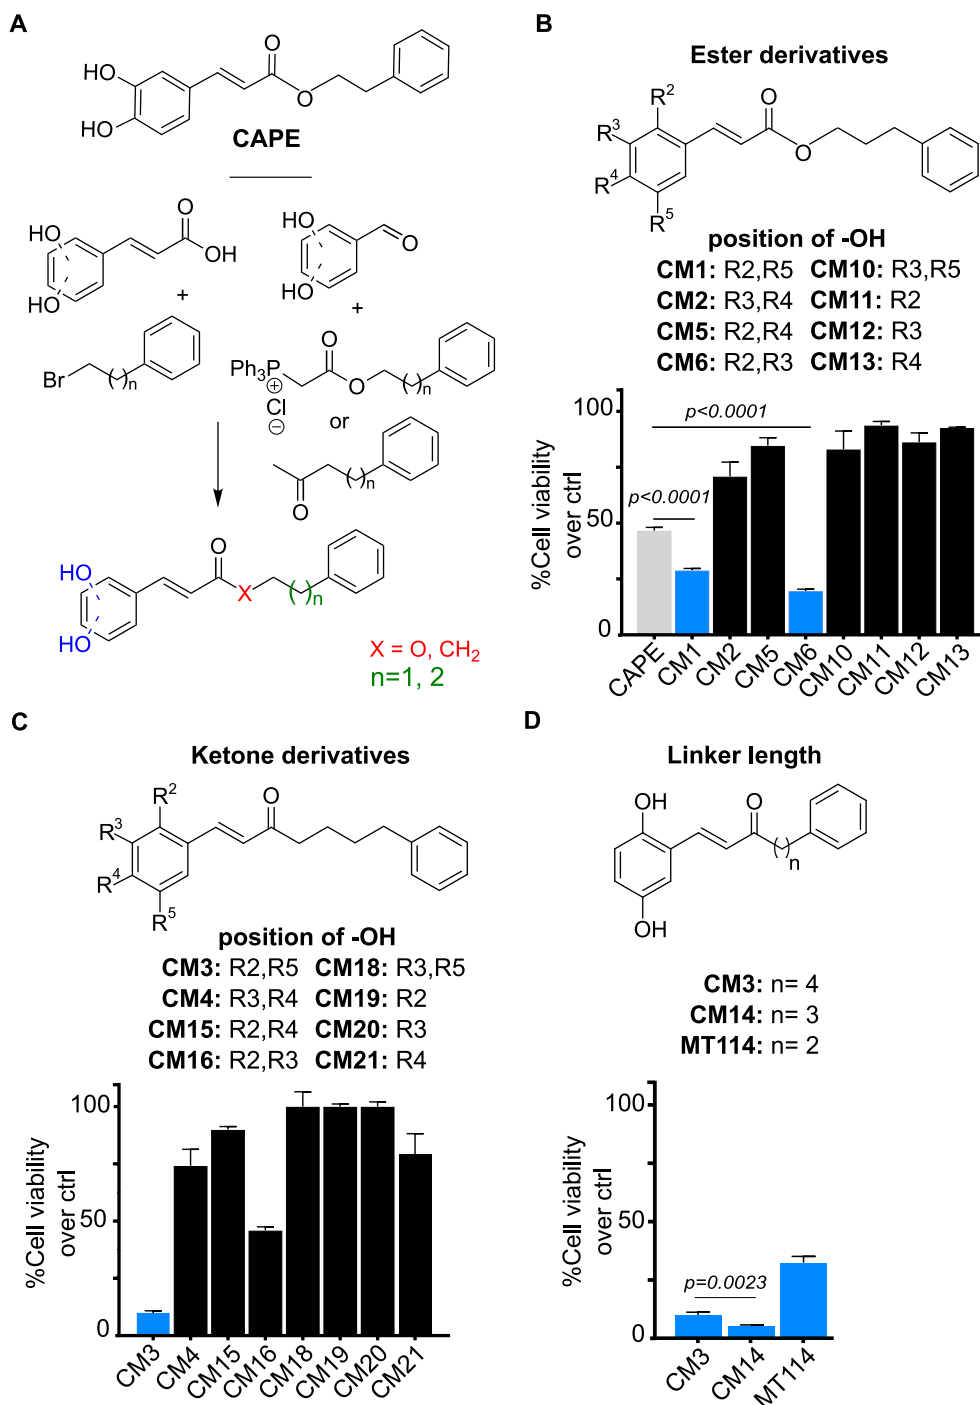 A
HO
HO
O
O
CAPE
HO
HO
O
OH
+
Br
( )n
HO
HO
O
+
Ph3P
+
Cl
−
O
O
( )n
or
O
( )n
HO
HO
O
X
( )n
X = O, CH2
n=1, 2
B
Ester derivatives
R2
R3
R4
R5
O
O
position of -OH
CM1: R2,R5 CM10: R3,R5
CM2: R3,R4 CM11: R2
CM5: R2,R4 CM12: R3
CM6: R2,R3 CM13: R4
%Cell viability
over ctrl
100
50
0
p<0.0001
p<0.0001
CAPE CM1 CM2 CM5 CM6 CM10 CM11 CM12 CM13
C
Ketone derivatives
R2
R3
R4
R5
O
position of -OH
CM3: R2,R5 CM18: R3,R5
CM4: R3,R4 CM19: R2
CM15: R2,R4 CM20: R3
CM16: R2,R3 CM21: R4
%Cell viability
over ctrl
100
50
0
CM3 CM4 CM15 CM16 CM18 CM19 CM20 CM21
D
Linker length
OH
OH
O
( )n
CM3: n= 4
CM14: n= 3
MT114: n= 2
%Cell viability
over ctrl
100
50
0
p=0.0023
CM3 CM14 MT114